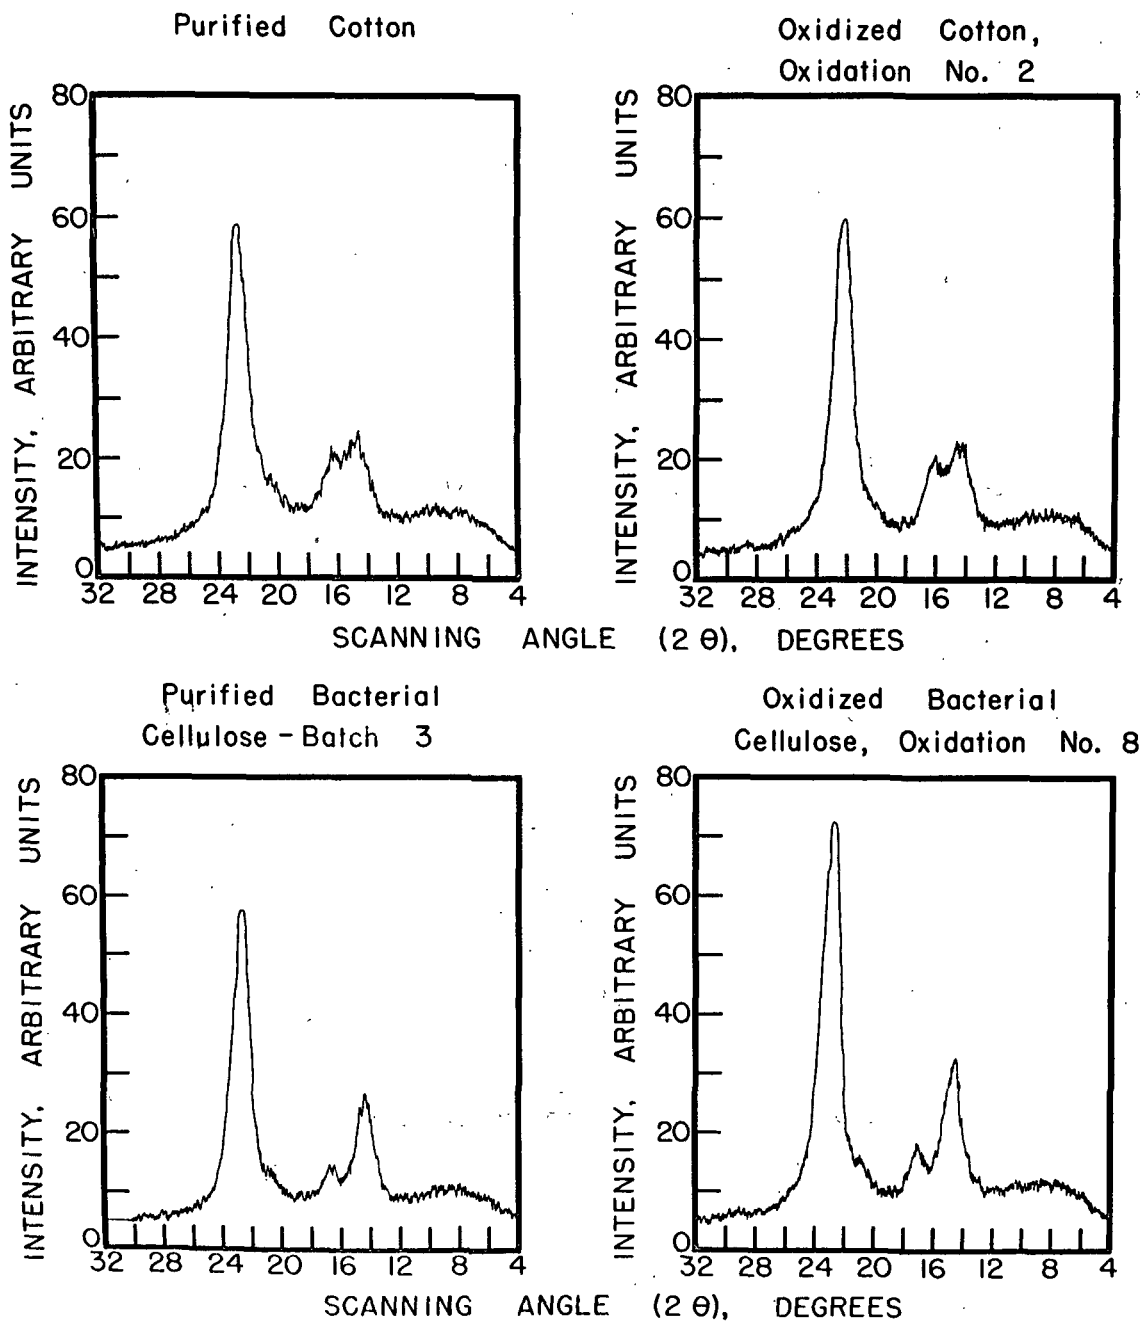 Purified Cotton
Oxidized Cotton,
Oxidation No. 2
INTENSITY, ARBITRARY UNITS
80
60
40
20
0
32 28 24 20 16 12 8 4
INTENSITY, ARBITRARY UNITS
80
60
40
20
0
32 28 24 20 16 12 8 4
SCANNING ANGLE (2 θ), DEGREES
Purified Bacterial
Cellulose - Batch 3
Oxidized Bacterial
Cellulose, Oxidation No. 8
INTENSITY, ARBITRARY UNITS
80
60
40
20
0
32 28 24 20 16 12 8 4
INTENSITY, ARBITRARY UNITS
80
60
40
20
0
32 28 24 20 16 12 8 4
SCANNING ANGLE (2 θ), DEGREES